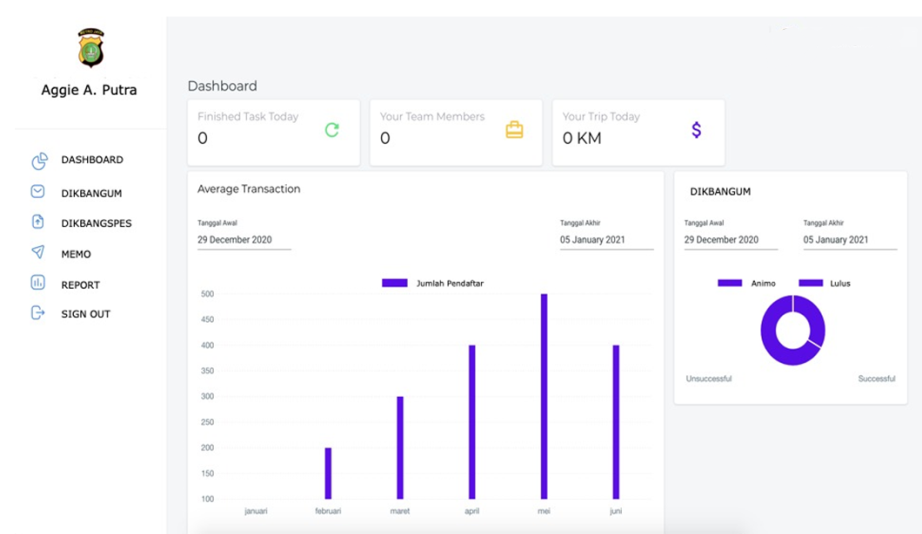 Aggie A. Putra
DASHBOARD
DIKBANGUM
DIKBANGSPES
MEMO
REPORT
SIGN OUT
Dashboard
Finished Task Today
0
Your Team Members
0
Your Trip Today
0 KM
$
Average Transaction
Tanggal Awal
29 December 2020
Tanggal Akhir
05 January 2021
Jumlah Pendaftar
500
450
400
350
300
250
200
150
100
januari februari maret april mei juni
DIKBANGUM
Tanggal Awal
29 December 2020
Tanggal Akhir
05 January 2021
Animo Lulus
Unsuccessful Successful